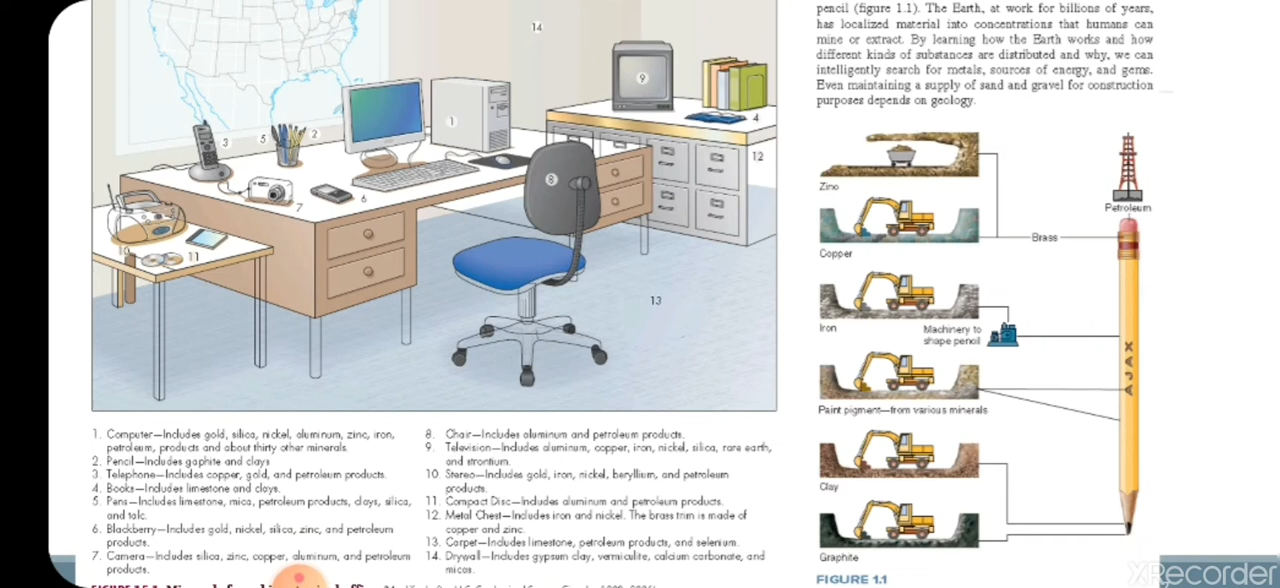 pencil (figure 1.1). The Earth, at work for billions of years,
has localized material into concentrations that humans can
mine or extract. By learning how the Earth works and how
different kinds of substances are distributed and why, we can
intelligently search for metals, sources of energy, and gems.
Even maintaining a supply of sand and gravel for construction
purposes depends on geology.
14
9
1
3
5
2
4
12
8
7
6
10
11
13
Zinc
Petroleum
Brass
Copper
Iron
Machinery to
shape pencil
AJAX
Paint pigment—from various minerals
Clay
Graphite
FIGURE 1.1
1. Computer—Includes gold, silica, nickel, aluminum, zinc, iron,
petroleum, products and about thirty other minerals.
2. Pencil—Includes gaphite and clays
3. Telephone—Includes copper, gold, and petroleum products.
4. Books—Includes limestone and clays.
5. Pens—Includes limestone, mica, petroleum products, clays, silica,
and talc.
6. Blackberry—Includes gold, nickel, silica, zinc, and petroleum
products.
7. Camera—Includes silica, zinc, copper, aluminum, and petroleum
products.
8. Chair—Includes aluminum and petroleum products.
9. Television—Includes aluminum, copper, iron, nickel, silica, rare earth,
and strontium.
10. Stereo—Includes gold, iron, nickel, beryllium, and petroleum
products.
11. Compact Disc—Includes aluminum and petroleum products.
12. Metal Chest—Includes iron and nickel. The brass trim is made of
copper and zinc.
13. Carpet—Includes limestone, petroleum products, and selenium.
14. Drywall—Includes gypsum clay, vermiculite, calcium carbonate, and
micas.
XRecorder